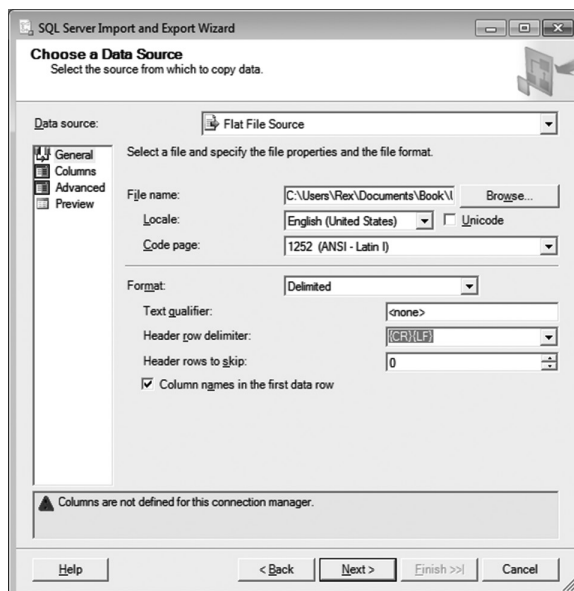 SQL Server Import and Export Wizard
Choose a Data Source
Select the source from which to copy data.
Data source: Flat File Source
General
Columns
Advanced
Preview
Select a file and specify the file properties and the file format.
File name: C:\Users\Rex\Documents\Book\U Browse...
Locale: English (United States) Unicode
Code page: 1252 (ANSI - Latin I)
Format: Delimited
Text qualifier: <none>
Header row delimiter: {CR}{LF}
Header rows to skip: 0
Column names in the first data row
Columns are not defined for this connection manager.
Help < Back Next > Finish >>| Cancel